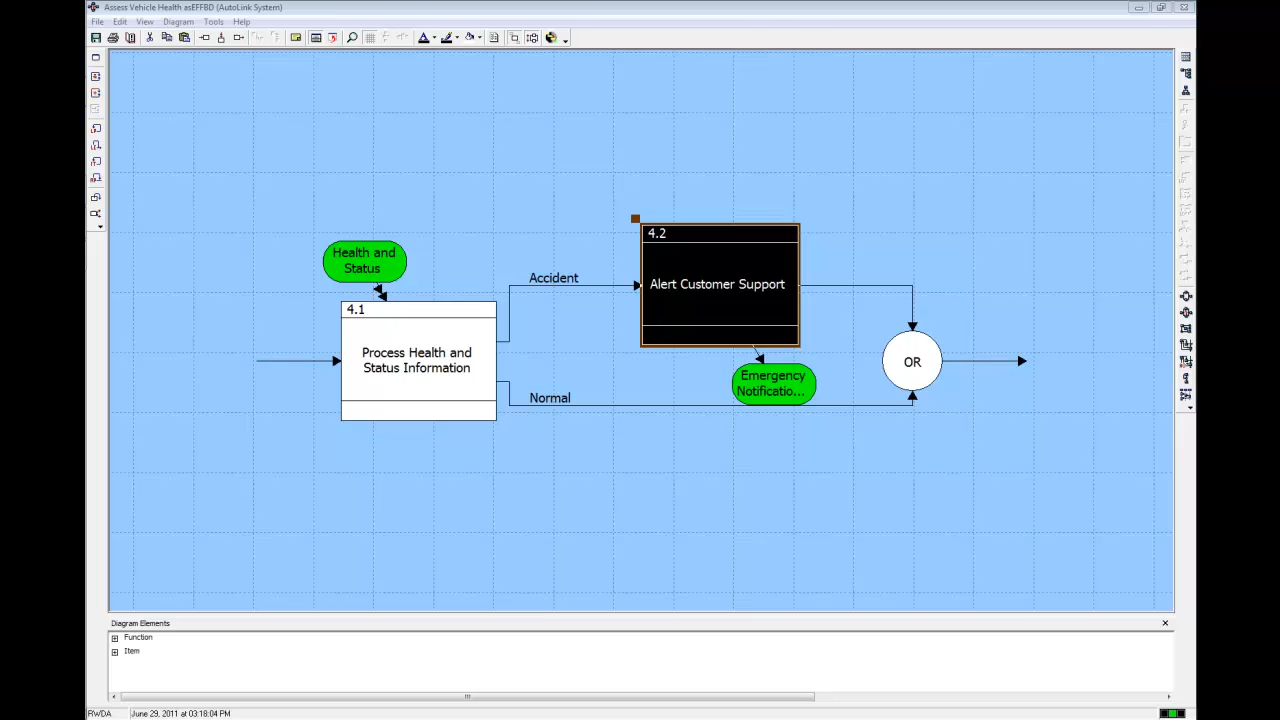 Assess Vehicle Health asEFFBD (AutoLink System)
File Edit View Diagram Tools Help
Health and
Status
4.1
Process Health and
Status Information
Accident
Normal
4.2
Alert Customer Support
Emergency
Notificatio...
OR
Diagram Elements
Function
Item
RWDA June 29, 2011 at 03:18:04 PM